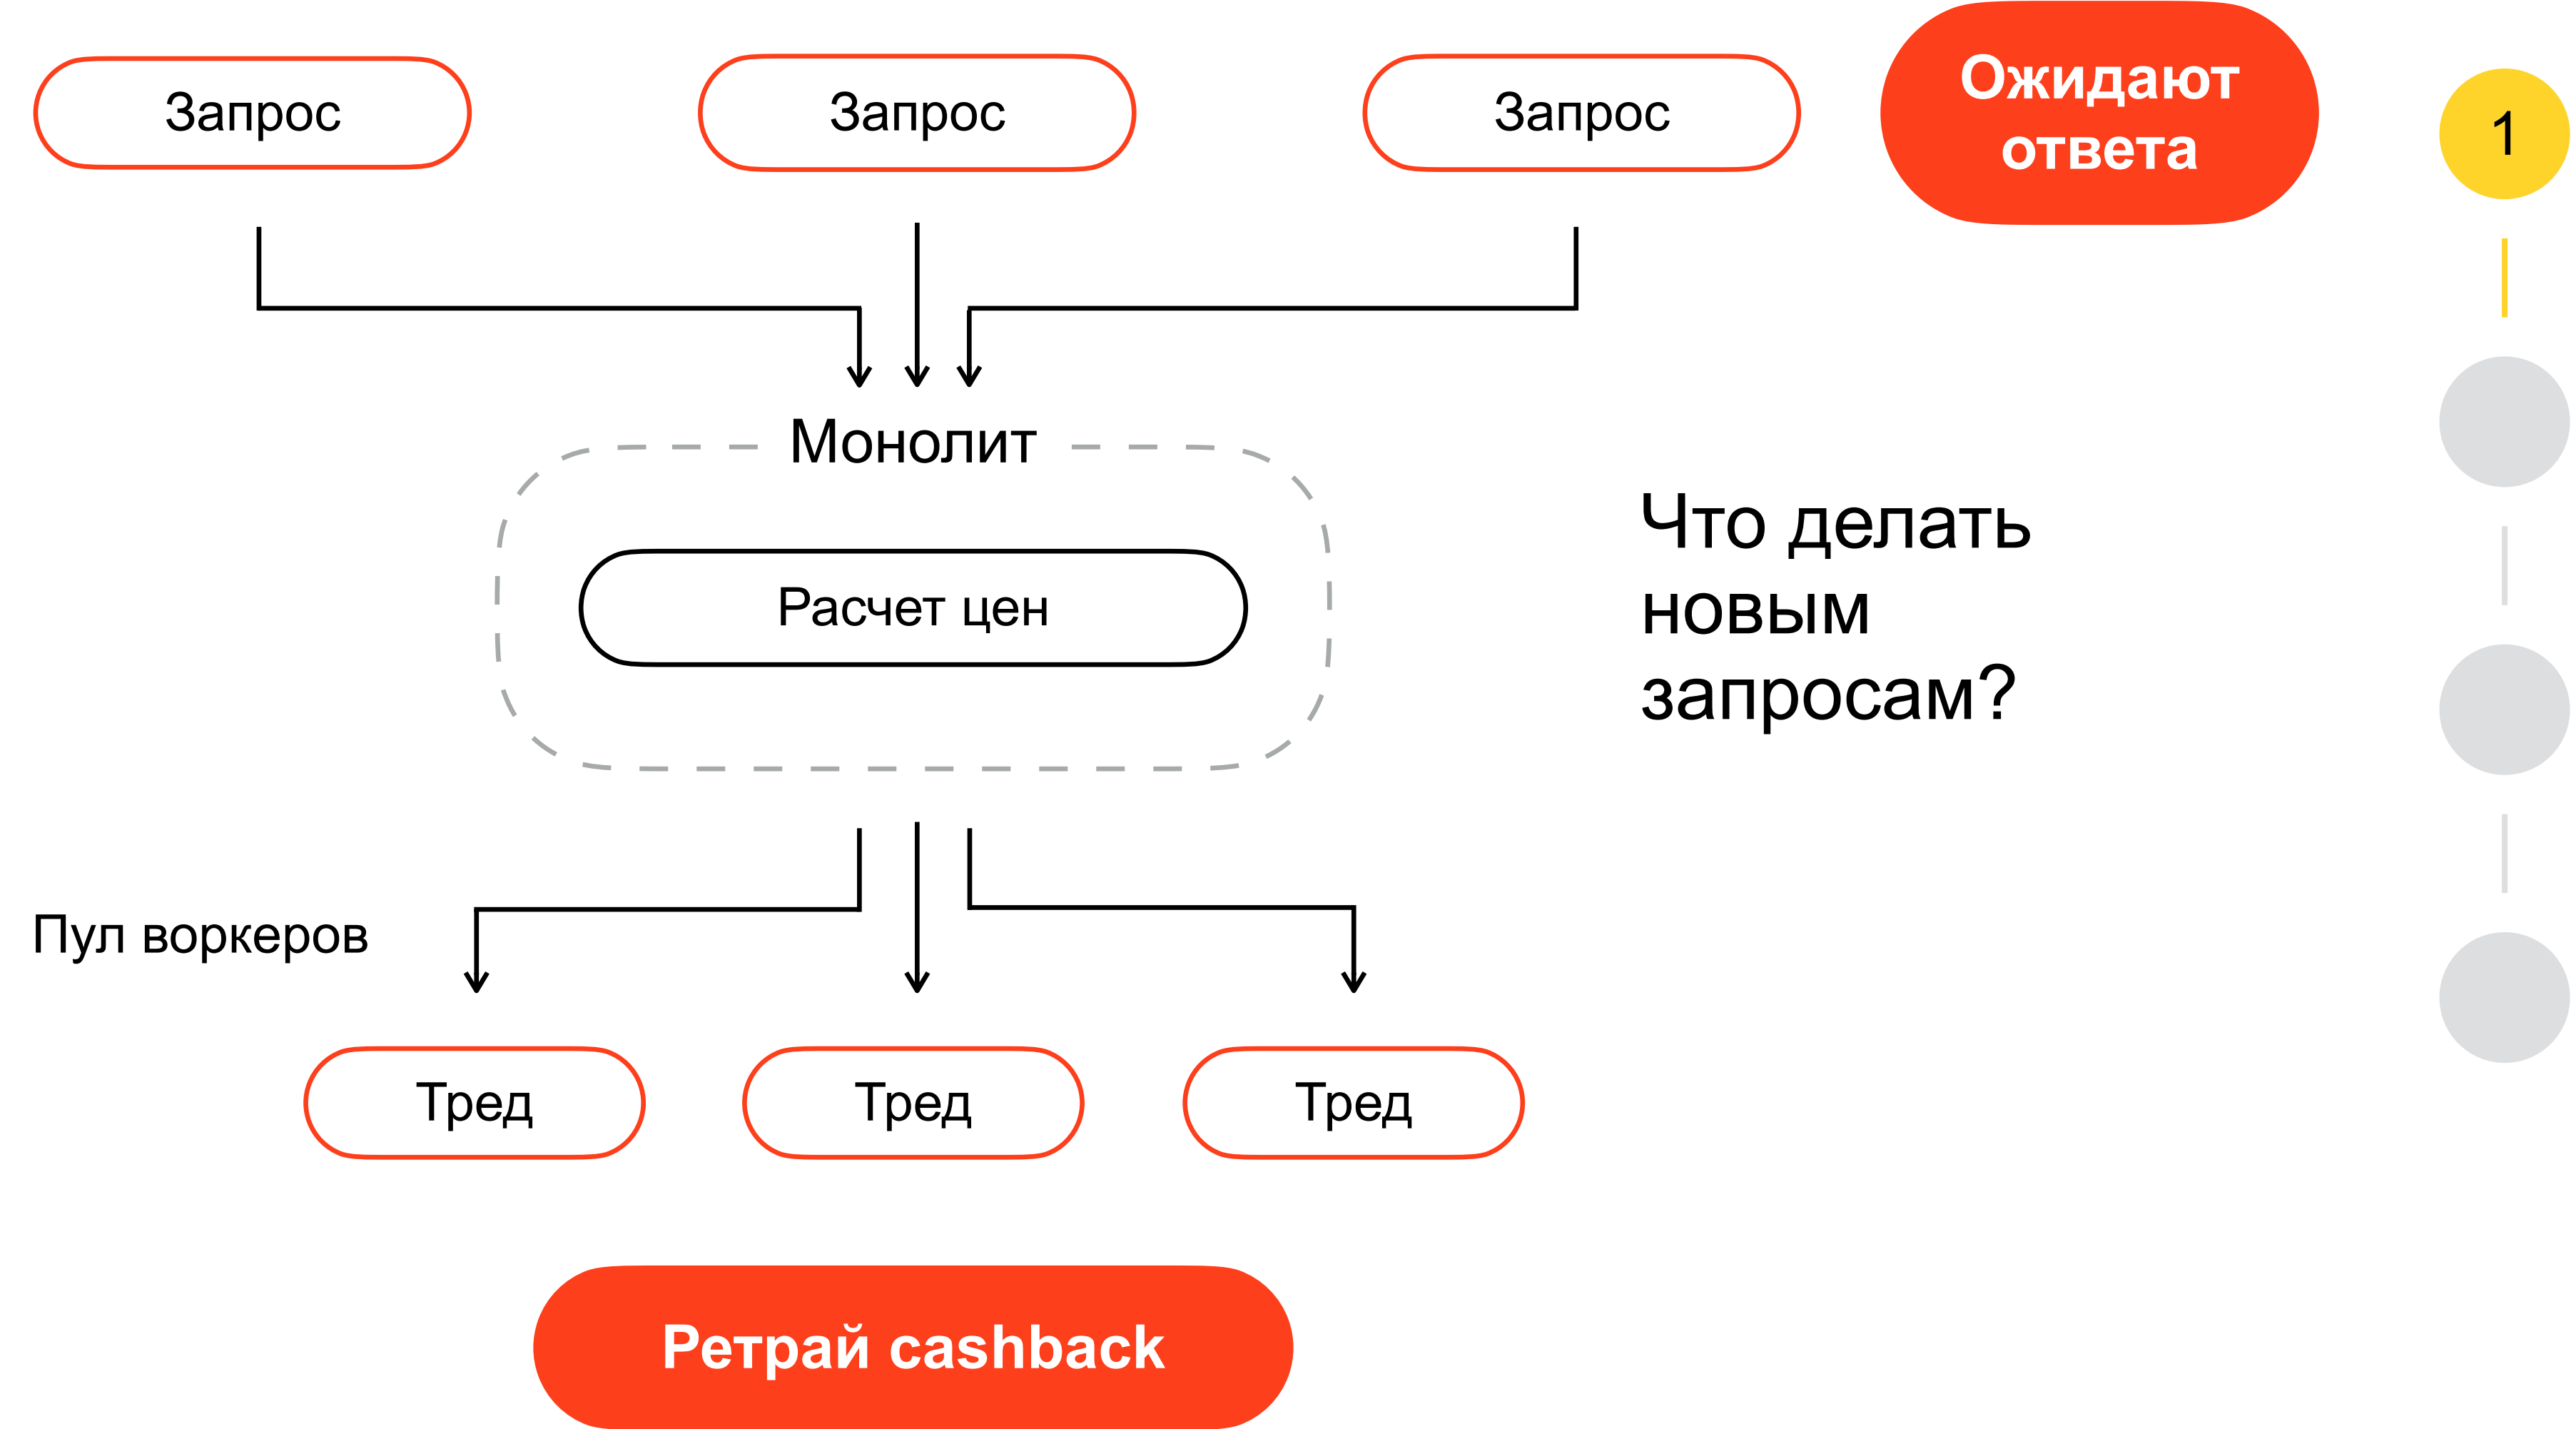 Запрос
Запрос
Запрос
Ожидают
ответа
1
Монолит
Расчет цен
Что делать
новым
запросам?
Пул воркеров
Тред
Тред
Тред
Ретрай cashback